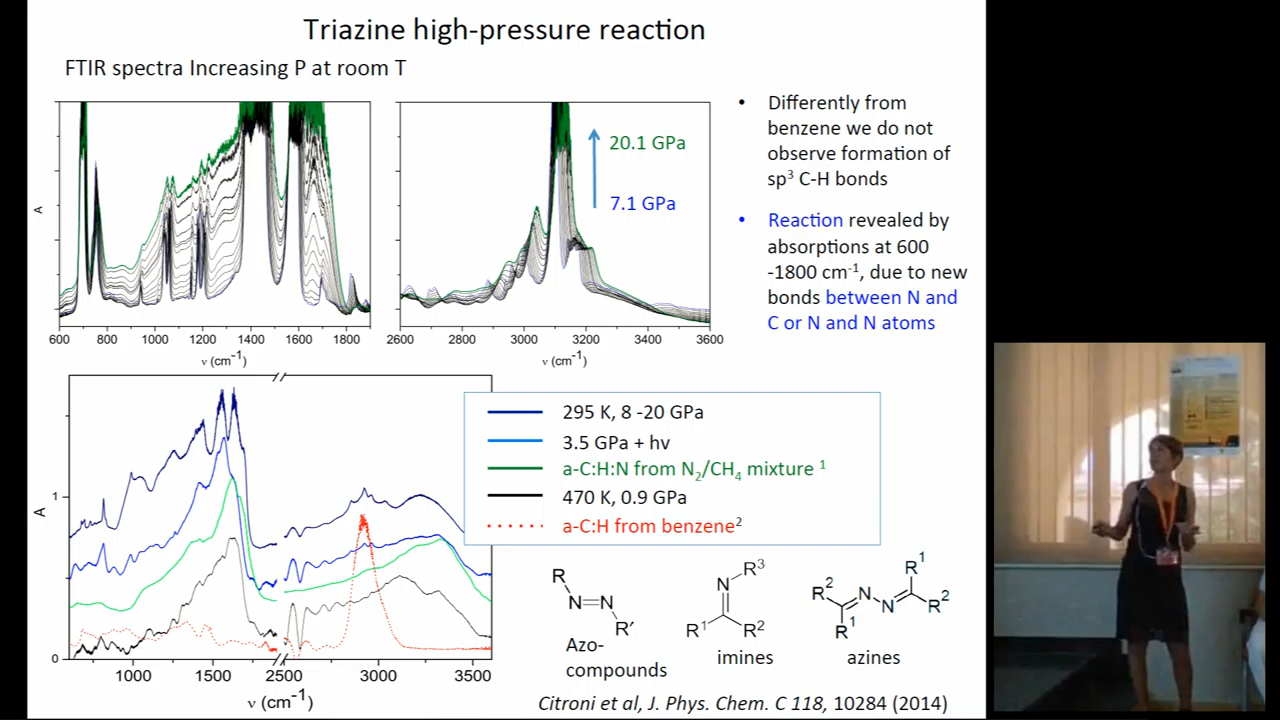 Triazine high-pressure reaction
FTIR spectra Increasing P at room T
A
600 800 1000 1200 1400 1600 1800
ν (cm-1)
20.1 GPa
7.1 GPa
2600 2800 3000 3200 3400 3600
ν (cm-1)
• Differently from
benzene we do not
observe formation of
sp3 C-H bonds
• Reaction revealed by
absorptions at 600
-1800 cm-1, due to new
bonds between N and
C or N and N atoms
A
1
0
1000 1500 3000 3500
ν (cm-1)
295 K, 8 -20 GPa
3.5 GPa + hv
a-C:H:N from N2/CH4 mixture 1
470 K, 0.9 GPa
a-C:H from benzene2
R
N=N
R'
Azo-
compounds
R3
N
R1 R2
imines
R1
R2 N N R2
R1
azines
Citroni et al, J. Phys. Chem. C 118, 10284 (2014)